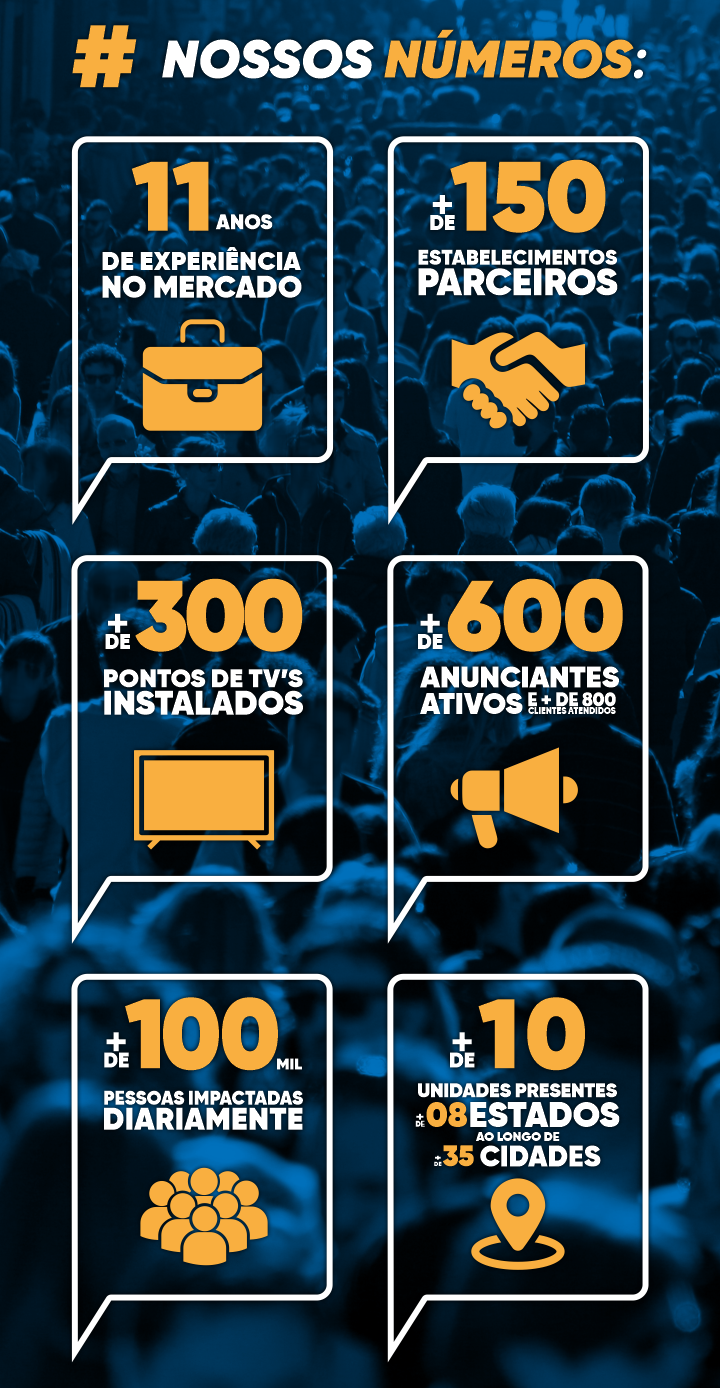 # NOSSOS NÚMEROS:
11 ANOS
DE EXPERIÊNCIA
NO MERCADO
+ DE 150
ESTABELECIMENTOS
PARCEIROS
+ DE 300
PONTOS DE TV'S
INSTALADOS
+ DE 600
ANUNCIANTES
ATIVOS E + DE 800
CLIENTES ATENDIDOS
+ DE 100 MIL
PESSOAS IMPACTADAS
DIARIAMENTE
+ DE 10
UNIDADES PRESENTES
+ DE 08 ESTADOS
AO LONGO DE
+ DE 35 CIDADES